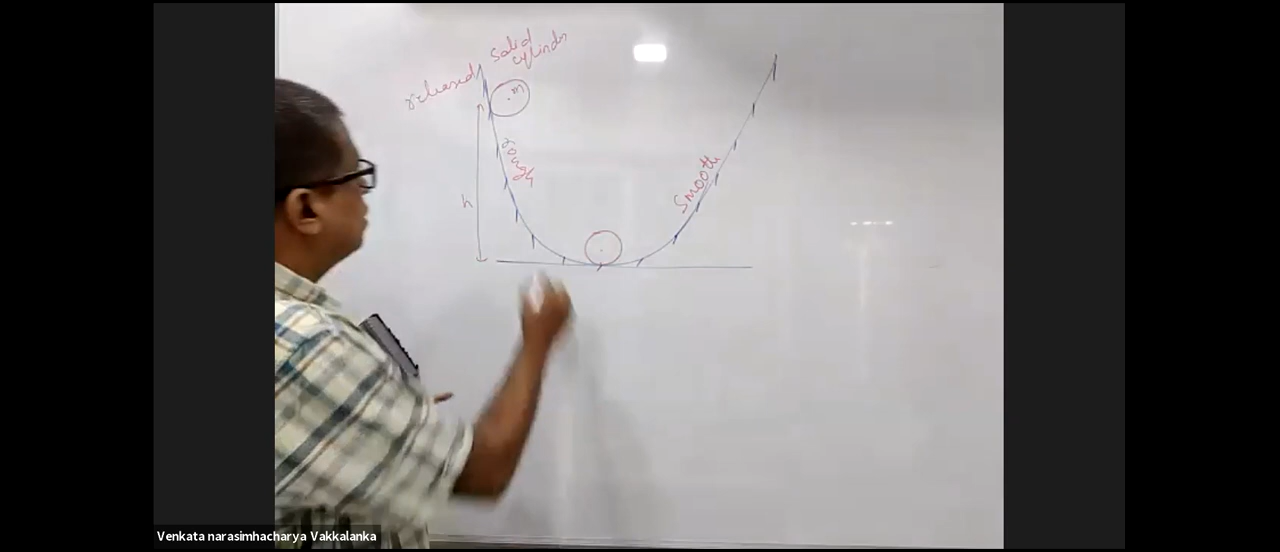 released
solid
cylinder
m
rough
h
smooth
Venkata narasimhacharya Vakkalanka